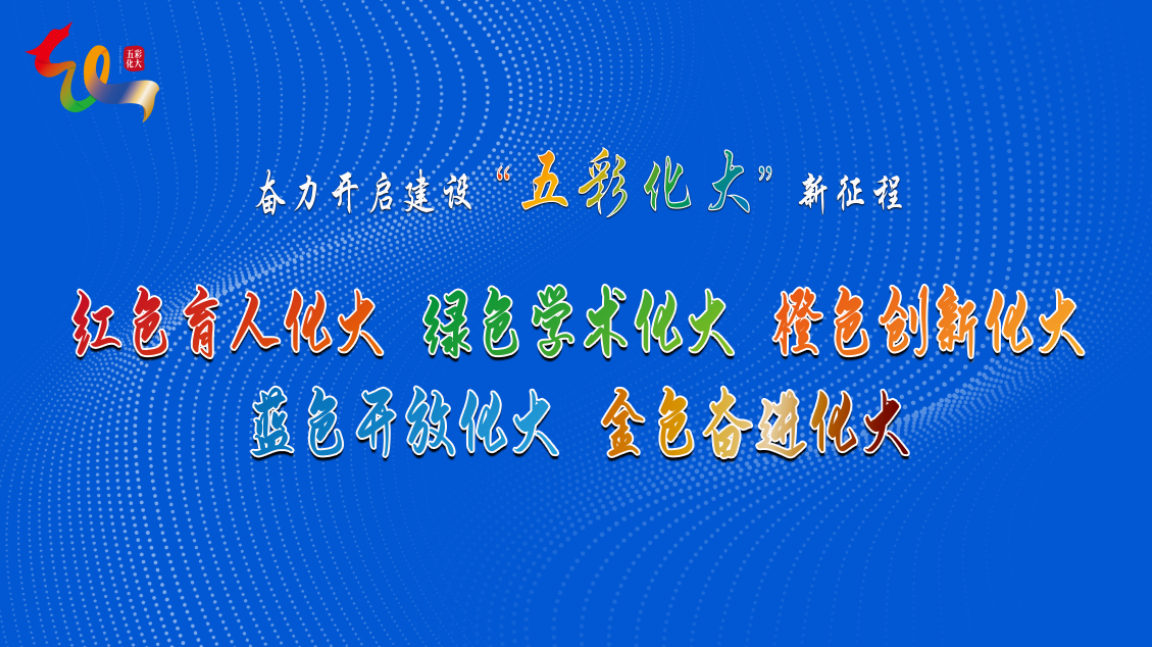 五彩
化大
奋力开启建设“五彩化大”新征程
红色育人化大 绿色学术化大 橙色创新化大
蓝色开放化大 金色奋进化大